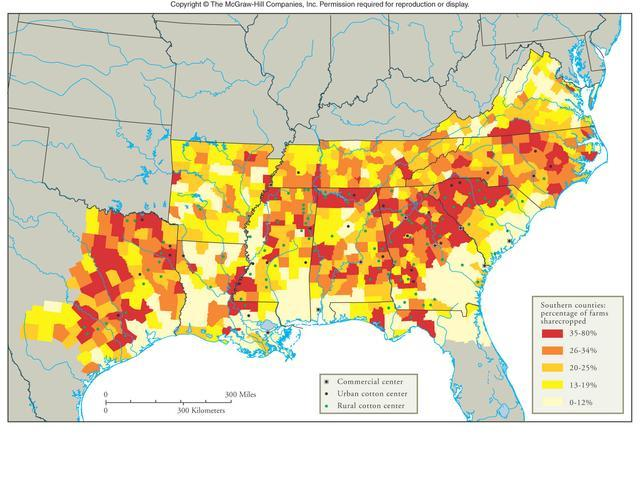 Copyright © The McGraw-Hill Companies, Inc. Permission required for reproduction or display.
Southern counties:
percentage of farms
sharecropped
35-80%
26-34%
20-25%
13-19%
0-12%
Commercial center
Urban cotton center
Rural cotton center
0 300 Miles
0 300 Kilometers